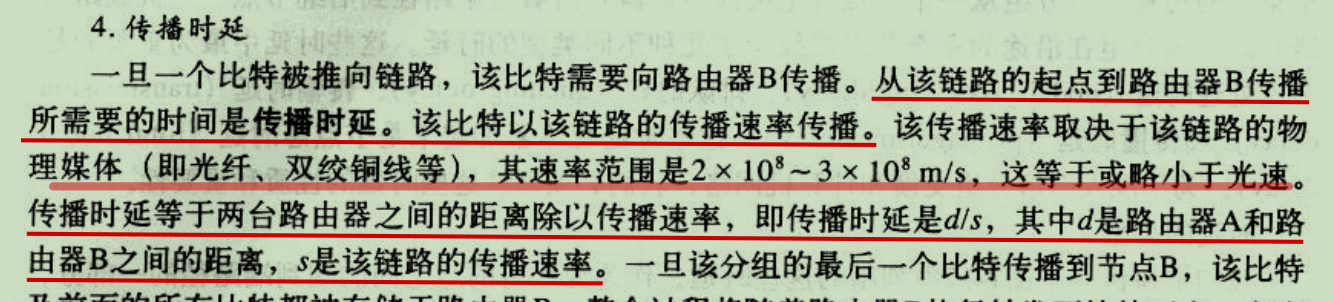 4. 传播时延
一旦一个比特被推向链路，该比特需要向路由器B传播。从该链路的起点到路由器B传播
所需要的时间是传播时延。该比特以该链路的传播速率传播。该传播速率取决于该链路的物
理媒体（即光纤、双绞铜线等），其速率范围是2×10⁸~3×10⁸ m/s，这等于或略小于光速。
传播时延等于两台路由器之间的距离除以传播速率，即传播时延是d/s，其中d是路由器A和路
由器B之间的距离，s是该链路的传播速率。一旦该分组的最后一个比特传播到节点B，该比特